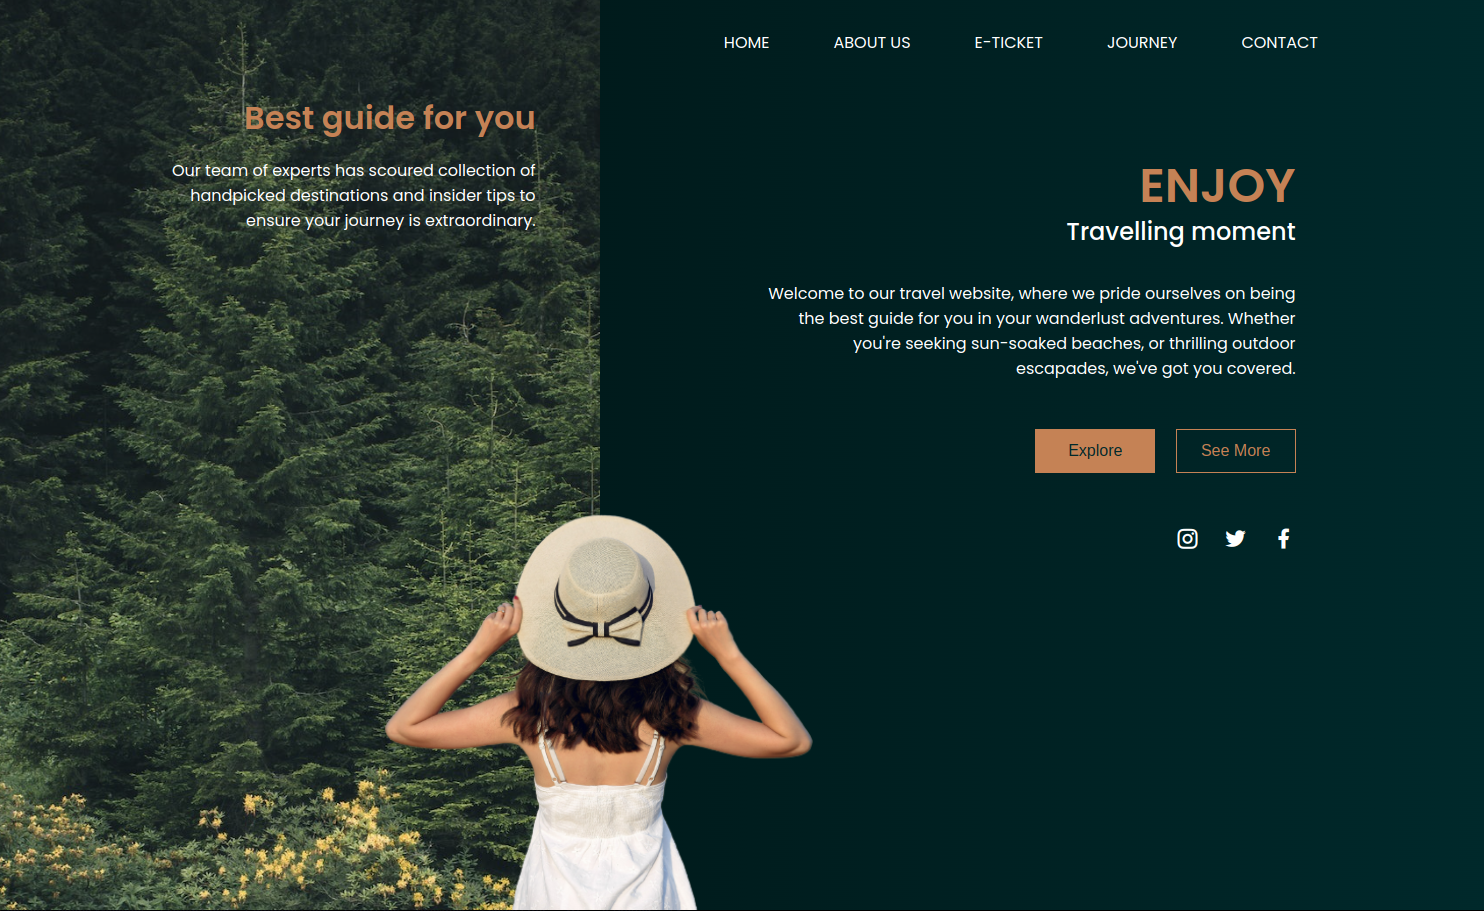 HOME ABOUT US E-TICKET JOURNEY CONTACT
Best guide for you
Our team of experts has scoured collection of
handpicked destinations and insider tips to
ensure your journey is extraordinary.
ENJOY
Travelling moment
Welcome to our travel website, where we pride ourselves on being
the best guide for you in your wanderlust adventures. Whether
you're seeking sun-soaked beaches, or thrilling outdoor
escapades, we've got you covered.
Explore See More